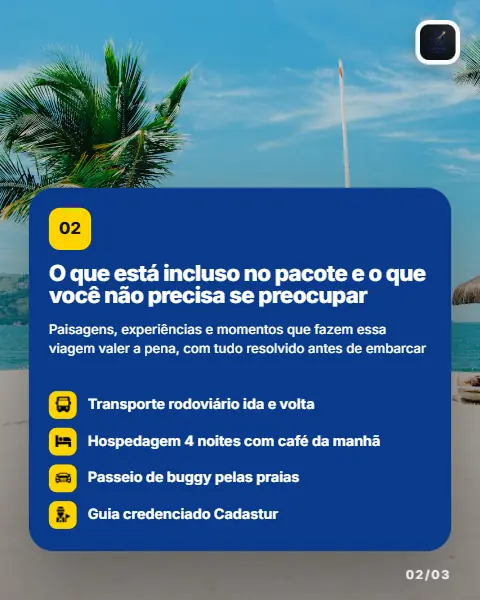 02
O que está incluso no pacote e o que
você não precisa se preocupar
Paisagens, experiências e momentos que fazem essa
viagem valer a pena, com tudo resolvido antes de embarcar
Transporte rodoviário ida e volta
Hospedagem 4 noites com café da manhã
Passeio de buggy pelas praias
Guia credenciado Cadastur
02/03